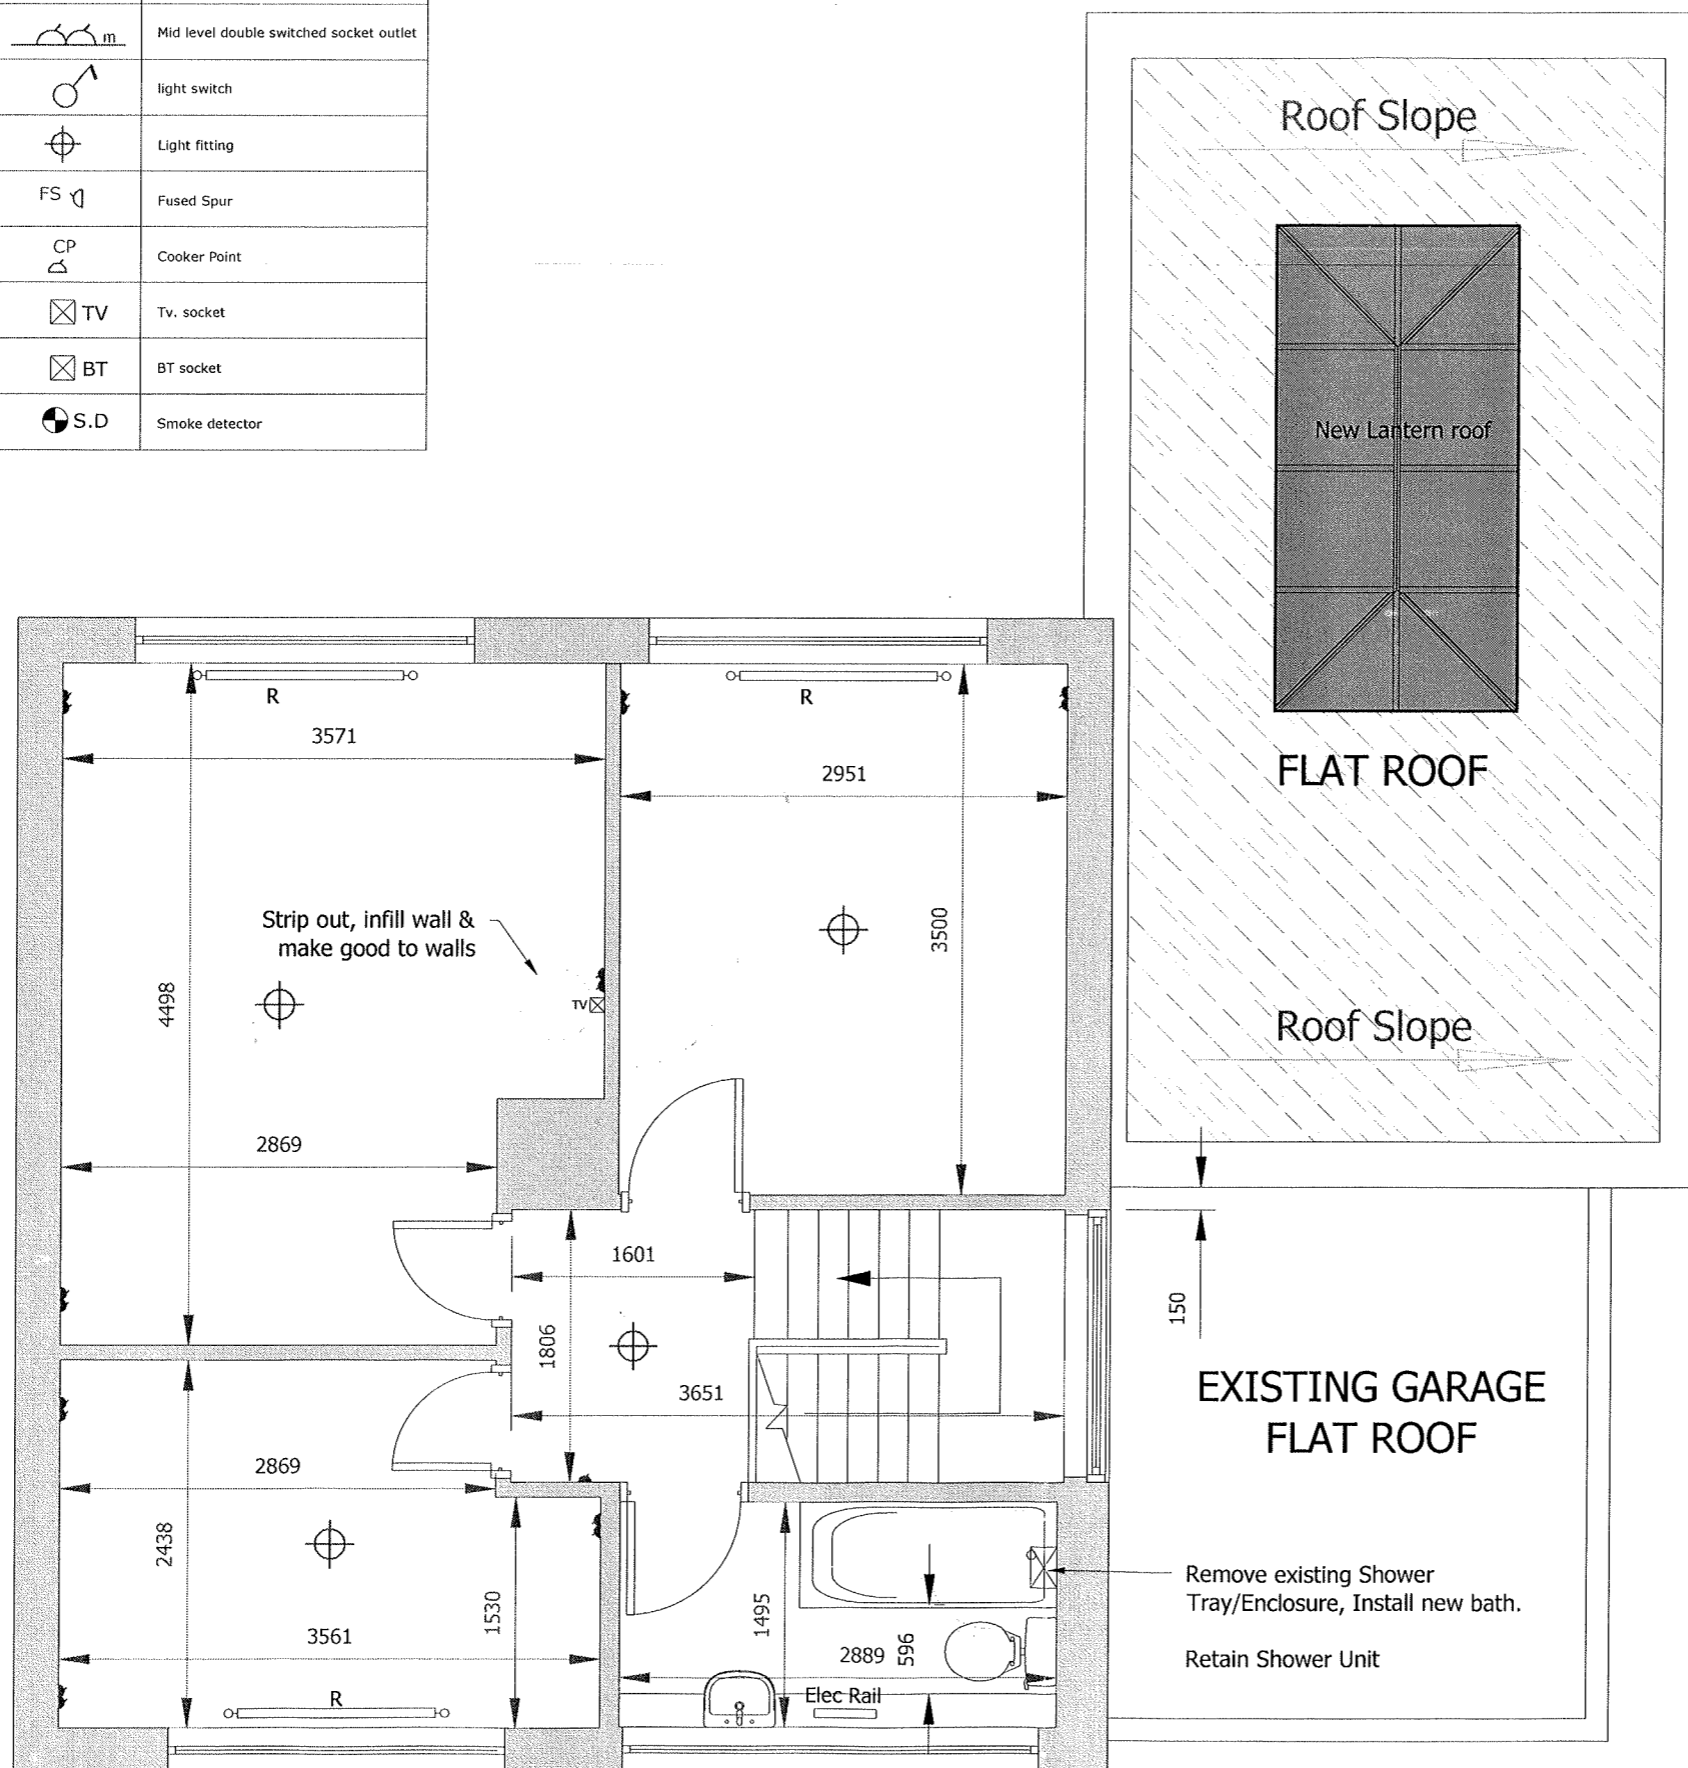 m
Mid level double switched socket outlet
light switch
Light fitting
FS
Fused Spur
CP
Cooker Point
TV
Tv. socket
BT
BT socket
S.D
Smoke detector
Roof Slope
New Lantern roof
FLAT ROOF
Roof Slope
R
3571
R
2951
Strip out, infill wall &
make good to walls
4498
TV
3500
2869
1601
1806
3651
150
EXISTING GARAGE
FLAT ROOF
2869
2438
1530
3561
R
1495
2889
596
Elec Rail
Remove existing Shower
Tray/Enclosure, Install new bath.
Retain Shower Unit